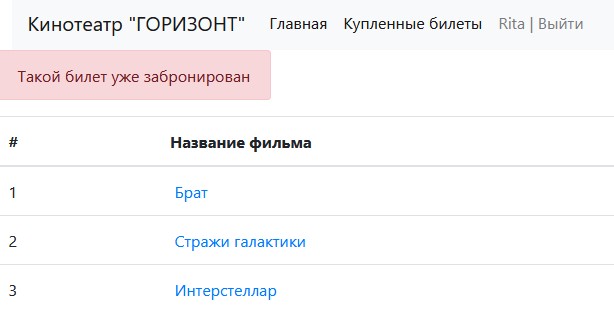 Кинотеатр "ГОРИЗОНТ" Главная Купленные билеты Rita | Выйти
Такой билет уже забронирован
# Название фильма
1 Брат
2 Стражи галактики
3 Интерстеллар